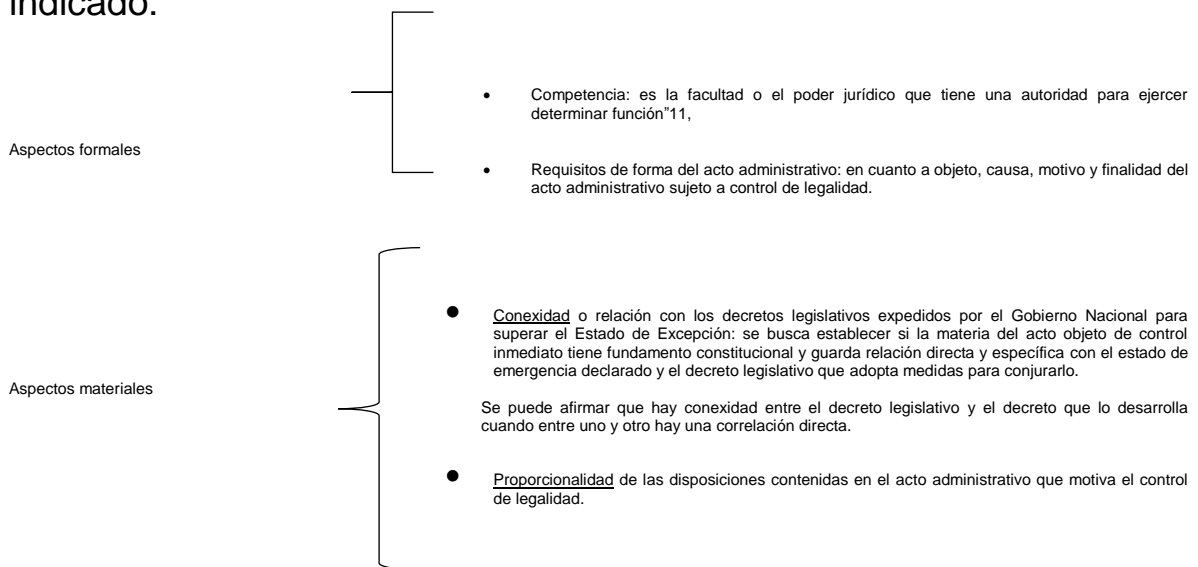 indicado.
Aspectos formales
• Competencia: es la facultad o el poder jurídico que tiene una autoridad para ejercer
determinar función”11,
• Requisitos de forma del acto administrativo: en cuanto a objeto, causa, motivo y finalidad del
acto administrativo sujeto a control de legalidad.
Aspectos materiales
• Conexidad o relación con los decretos legislativos expedidos por el Gobierno Nacional para
superar el Estado de Excepción: se busca establecer si la materia del acto objeto de control
inmediato tiene fundamento constitucional y guarda relación directa y específica con el estado de
emergencia declarado y el decreto legislativo que adopta medidas para conjurarlo.
Se puede afirmar que hay conexidad entre el decreto legislativo y el decreto que lo desarrolla
cuando entre uno y otro hay una correlación directa.
• Proporcionalidad de las disposiciones contenidas en el acto administrativo que motiva el control
de legalidad.